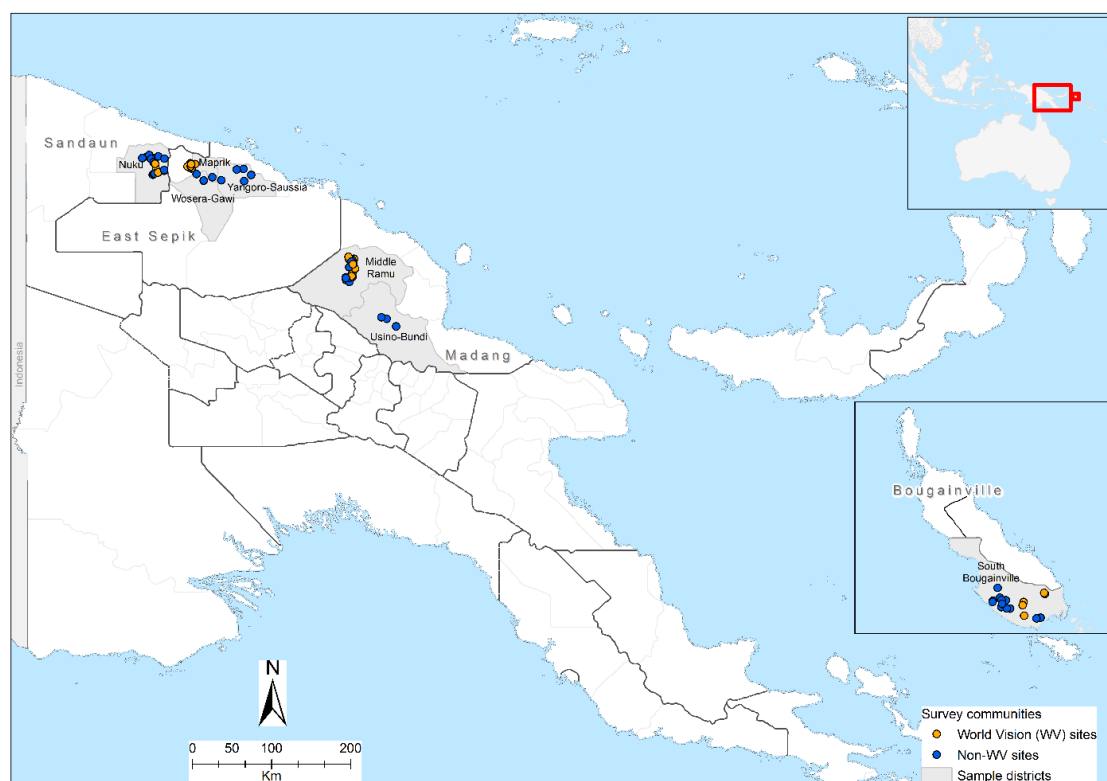 Sandaun
Nuku
Maprik
Yangoro-Saussia
Wosera-Gawi
East Sepik
Middle
Ramu
Usino-Bundi
Madang
Indonesia
Bougainville
South
Bougainville
N
0 50 100 200
Km
Survey communities
World Vision (WV) sites
Non-WV sites
Sample districts